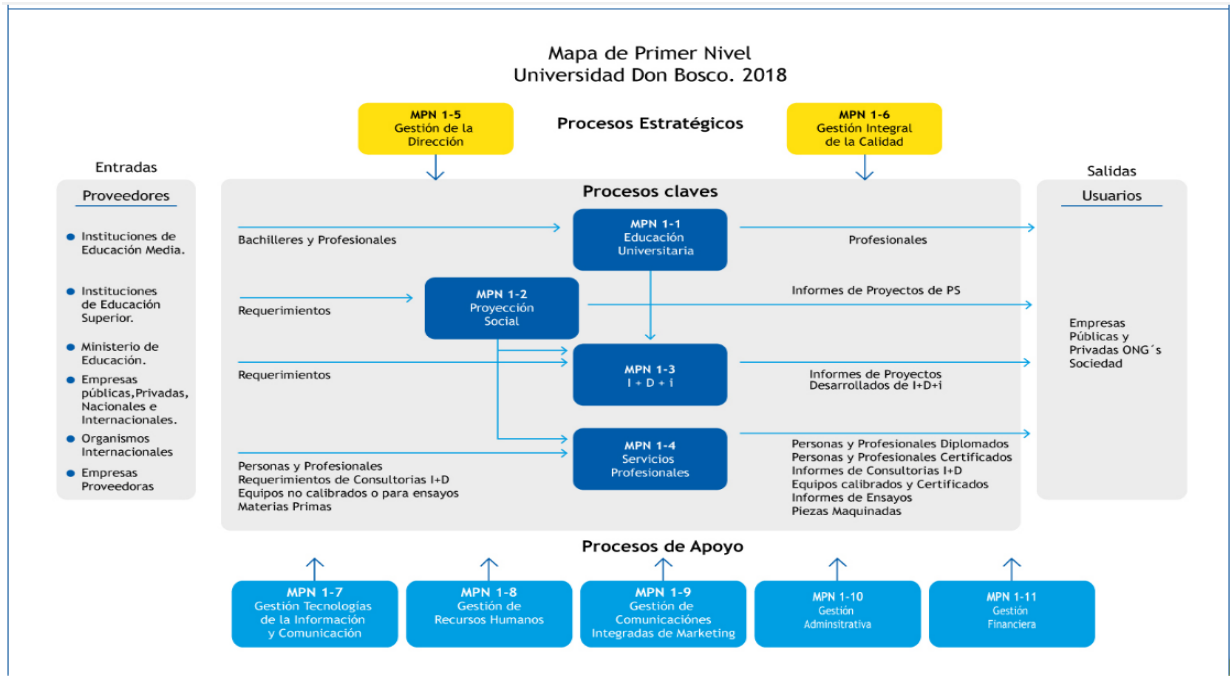 Mapa de Primer Nivel
Universidad Don Bosco. 2018
MPN 1-5
Gestión de la
Dirección
Procesos Estratégicos
MPN 1-6
Gestión Integral
de la Calidad
Entradas
Proveedores
Instituciones de
Educación Media.
Instituciones
de Educación
Superior.
Ministerio de
Educación.
Empresas
públicas,Privadas,
Nacionales e
Internacionales.
Organismos
Internacionales
Empresas
Proveedoras
Procesos claves
Bachilleres y Profesionales
MPN 1-1
Educación
Universitaria
Profesionales
Requerimientos
MPN 1-2
Proyección
Social
Informes de Proyectos de PS
Requerimientos
MPN 1-3
I + D + i
Informes de Proyectos
Desarrollados de I+D+i
Personas y Profesionales
Requerimientos de Consultorias I+D
Equipos no calibrados o para ensayos
Materias Primas
MPN 1-4
Servicios
Profesionales
Personas y Profesionales Diplomados
Personas y Profesionales Certificados
Informes de Consultorias I+D
Equipos calibrados y Certificados
Informes de Ensayos
Piezas Maquinadas
Salidas
Usuarios
Empresas
Públicas y
Privadas ONG´s
Sociedad
Procesos de Apoyo
MPN 1-7
Gestión Tecnologías
de la Información
y Comunicación
MPN 1-8
Gestión de
Recursos Humanos
MPN 1-9
Gestión de
Comunicaciónes
Integradas de Marketing
MPN 1-10
Gestión
Adminsitrativa
MPN 1-11
Gestión
Financiera